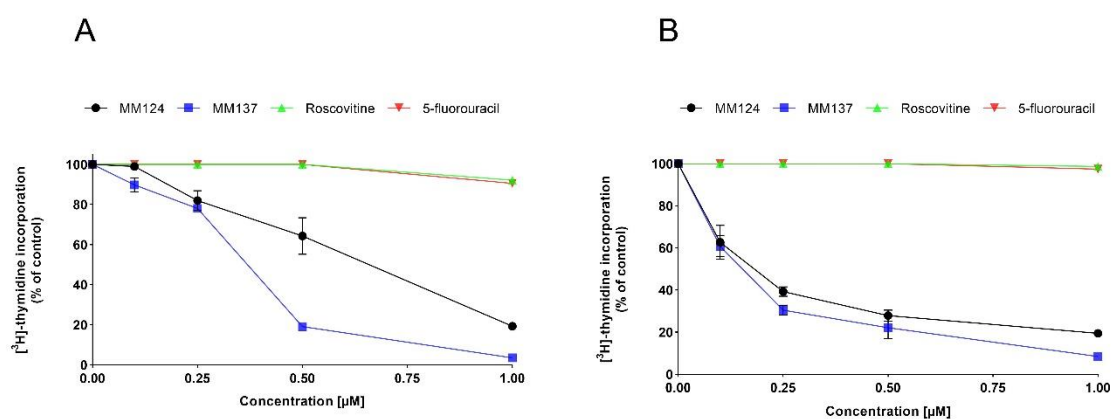 A
MM124 MM137 Roscovitine 5-fluorouracil
[³H]-thymidine incorporation
(% of control)
100
80
60
40
20
0
0.00 0.25 0.50 0.75 1.00
Concentration [µM]
B
MM124 MM137 Roscovitine 5-fluorouracil
[³H]-thymidine incorporation
(% of control)
100
80
60
40
20
0
0.00 0.25 0.50 0.75 1.00
Concentration [µM]